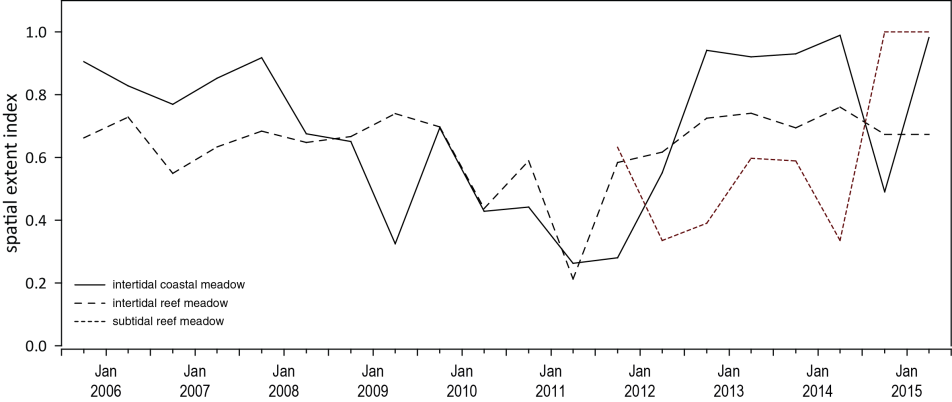 spatial extent index
1.0
0.8
0.6
0.4
0.2
0.0
intertidal coastal meadow
intertidal reef meadow
subtidal reef meadow
Jan Jan Jan Jan Jan Jan Jan Jan Jan Jan
2006 2007 2008 2009 2010 2011 2012 2013 2014 2015